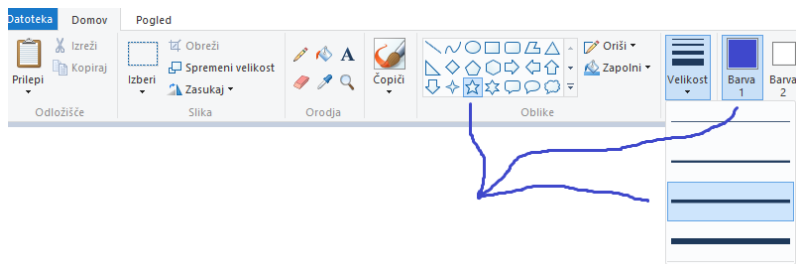 Datoteka Domov Pogled
Izreži
Kopiraj
Prilepi
Odložišče
Izberi
Obreži
Spremeni velikost
Zasukaj
Slika
A
Orodja
Čopiči
Oriši
Zapolni
Oblike
Velikost
Barva
1
Barva
2